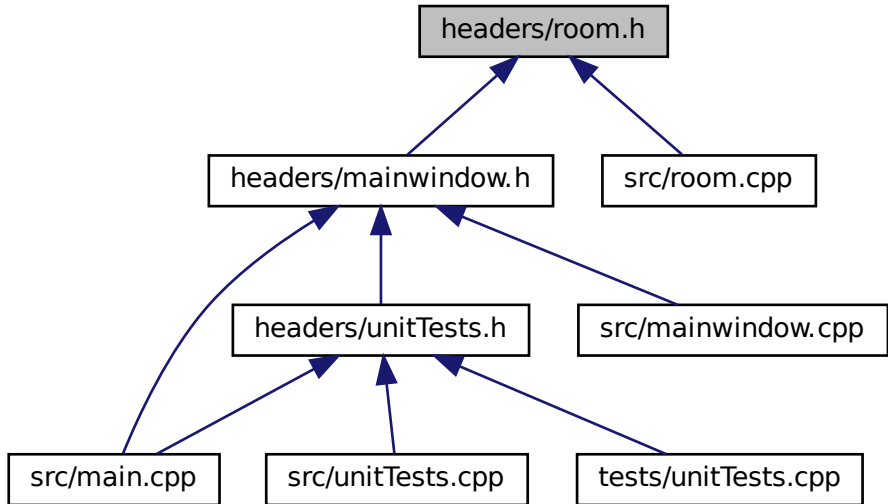 headers/room.h
headers/mainwindow.h
src/room.cpp
headers/unitTests.h
src/mainwindow.cpp
src/main.cpp
src/unitTests.cpp
tests/unitTests.cpp